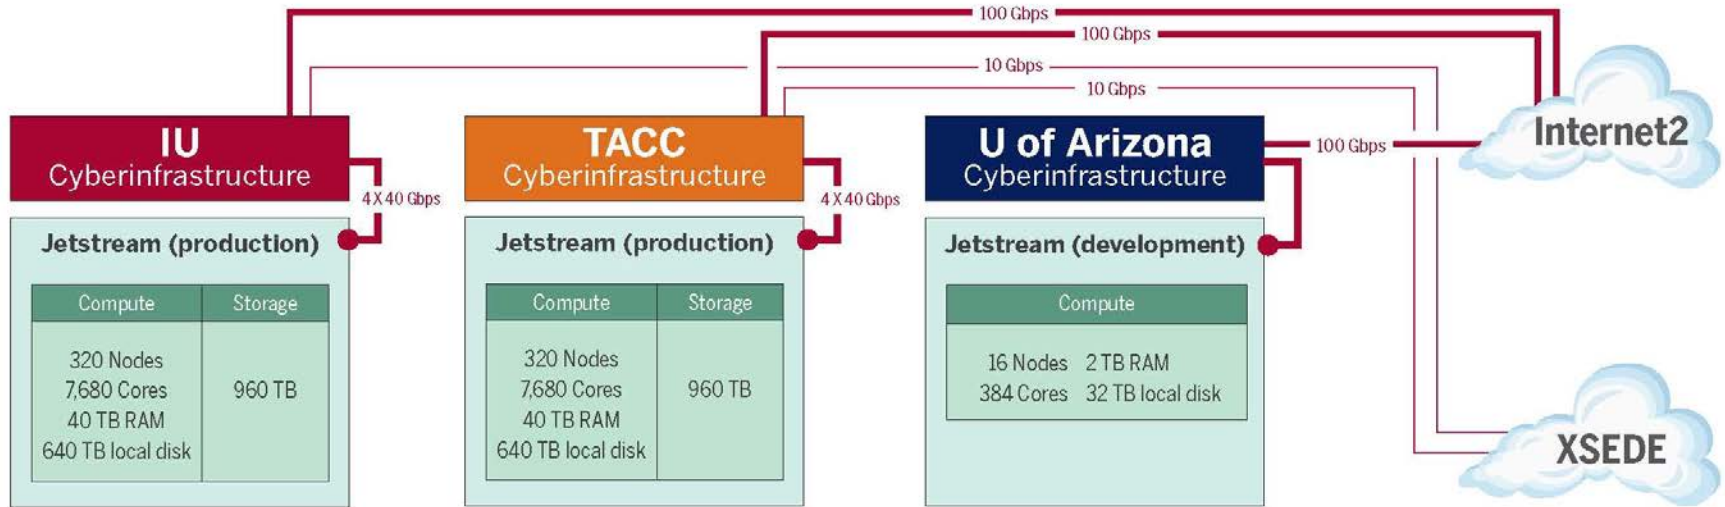 100 Gbps
100 Gbps
10 Gbps
10 Gbps
IU
Cyberinfrastructure
4 X 40 Gbps
Jetstream (production)
Compute
Storage
320 Nodes
7,680 Cores
40 TB RAM
640 TB local disk
960 TB
TACC
Cyberinfrastructure
4 X 40 Gbps
Jetstream (production)
Compute
Storage
320 Nodes
7,680 Cores
40 TB RAM
640 TB local disk
960 TB
U of Arizona
Cyberinfrastructure
100 Gbps
Jetstream (development)
Compute
16 Nodes 2 TB RAM
384 Cores 32 TB local disk
Internet2
XSEDE